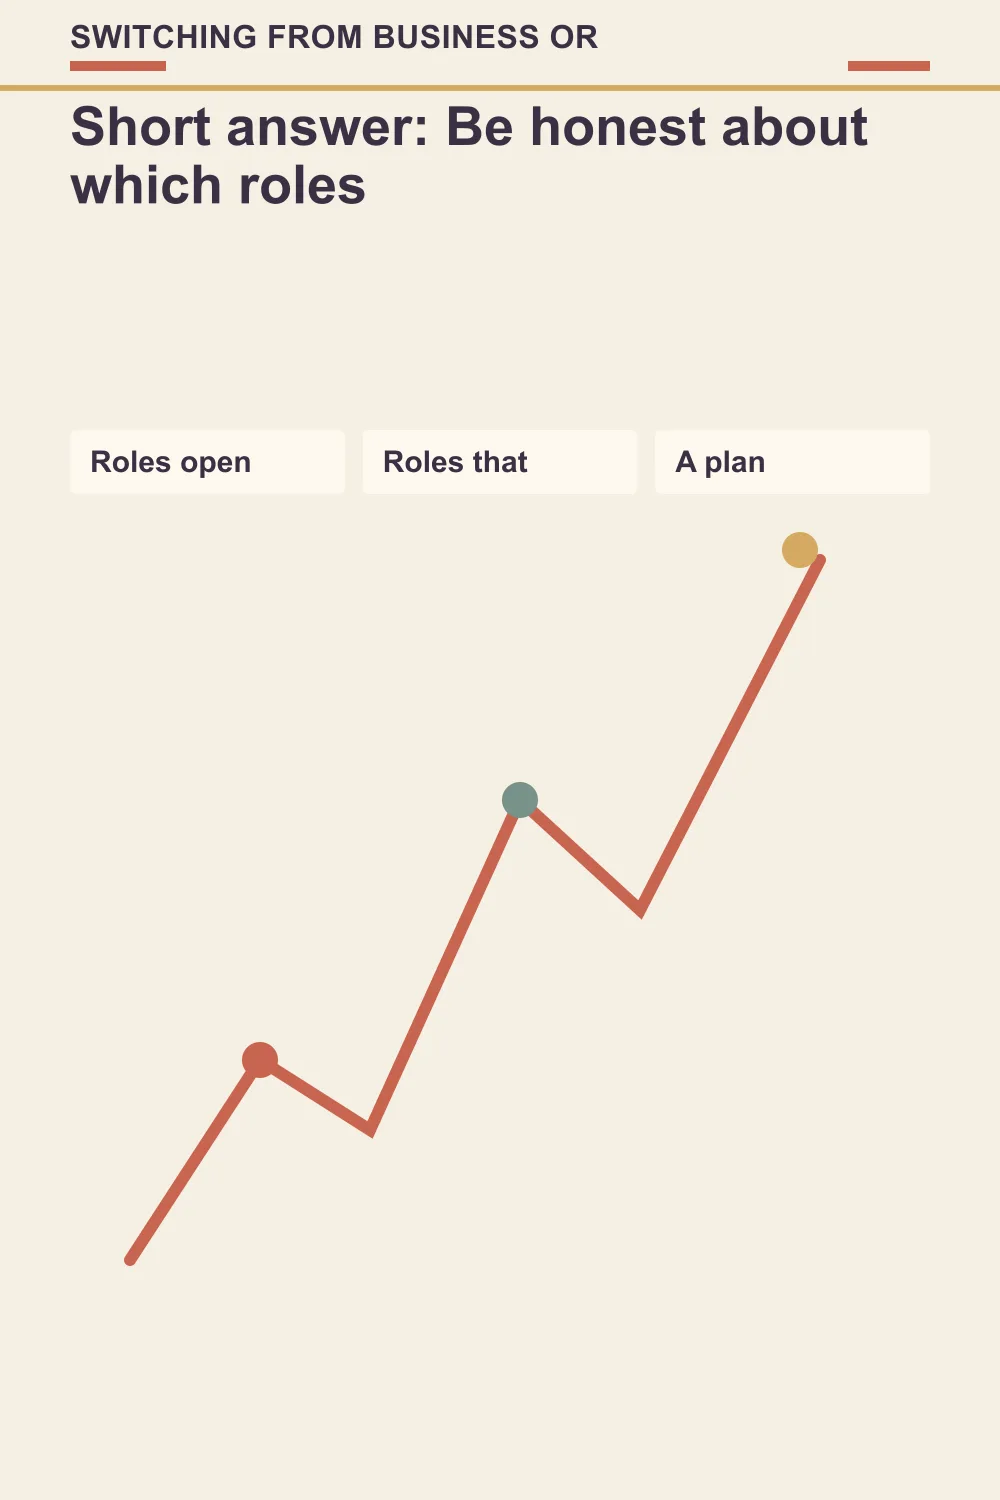 SWITCHING FROM BUSINESS OR
Short answer: Be honest about
which roles
Roles open
Roles that
A plan